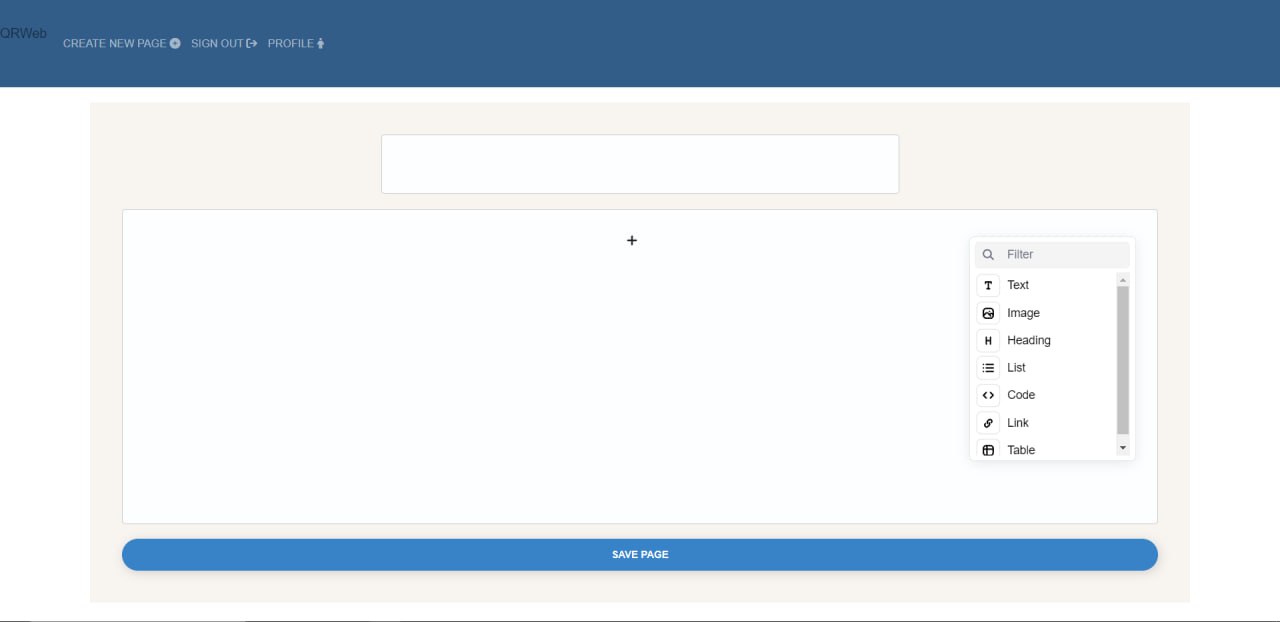 QRWeb
CREATE NEW PAGE SIGN OUT PROFILE
Filter
Text
Image
Heading
List
Code
Link
Table
SAVE PAGE